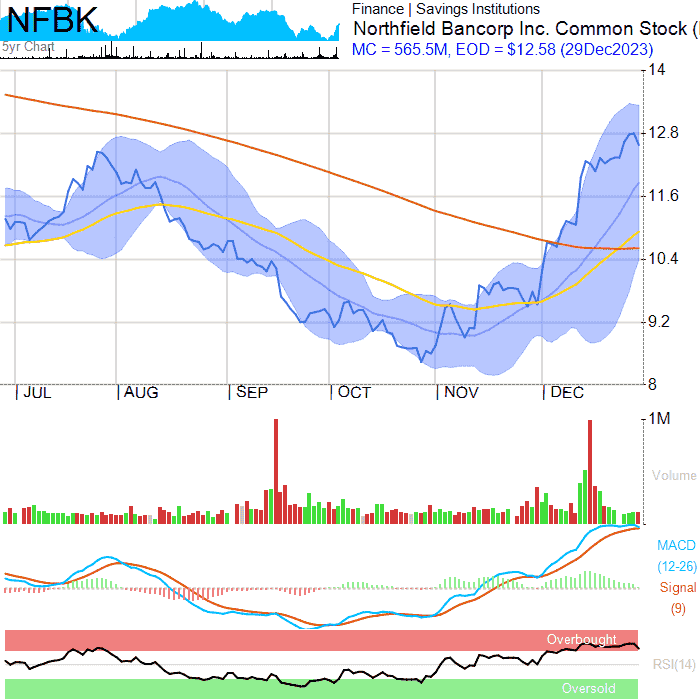 NFBK
5yr Chart
Finance | Savings Institutions
Northfield Bancorp Inc. Common Stock (
MC = 565.5M, EOD = $12.58 (29Dec2023)
14
12.8
11.6
10.4
9.2
8
| JUL | AUG | SEP | OCT | NOV | DEC
1M
Volume
MACD
(12-26)
Signal
(9)
Overbought
RSI(14)
Oversold